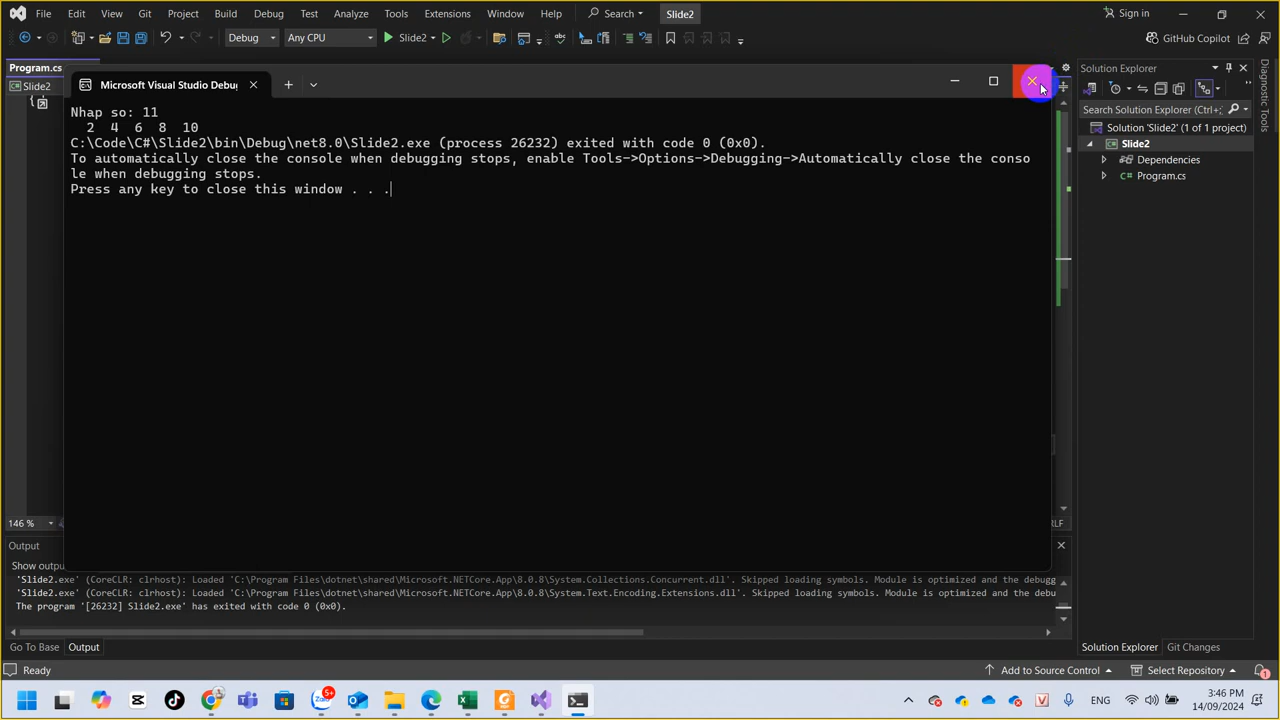 File Edit View Git Project Build Debug Test Analyze Tools Extensions Window Help Search Slide2 Sign in
Debug Any CPU Slide2 GitHub Copilot
Program.cs
Slide2
Microsoft Visual Studio Debug
Nhap so: 11
2 4 6 8 10
C:\Code\C#\Slide2\bin\Debug\net8.0\Slide2.exe (process 26232) exited with code 0 (0x0).
To automatically close the console when debugging stops, enable Tools->Options->Debugging->Automatically close the conso
le when debugging stops.
Press any key to close this window . . .
Solution Explorer
Search Solution Explorer (Ctrl+;
Solution 'Slide2' (1 of 1 project)
Slide2
Dependencies
Program.cs
Diagnostic Tools
146 %
RLF
Output
Show outpu
'Slide2.exe' (CoreCLR: clrhost): Loaded 'C:\Program Files\dotnet\shared\Microsoft.NETCore.App\8.0.8\System.Collections.Concurrent.dll'. Skipped loading symbols. Module is optimized and the debugg
'Slide2.exe' (CoreCLR: clrhost): Loaded 'C:\Program Files\dotnet\shared\Microsoft.NETCore.App\8.0.8\System.Text.Encoding.Extensions.dll'. Skipped loading symbols. Module is optimized and the debu
The program '[26232] Slide2.exe' has exited with code 0 (0x0).
Go To Base Output
Solution Explorer Git Changes
Ready Add to Source Control Select Repository 1
Zalo 5+ ENG 3:46 PM
14/09/2024